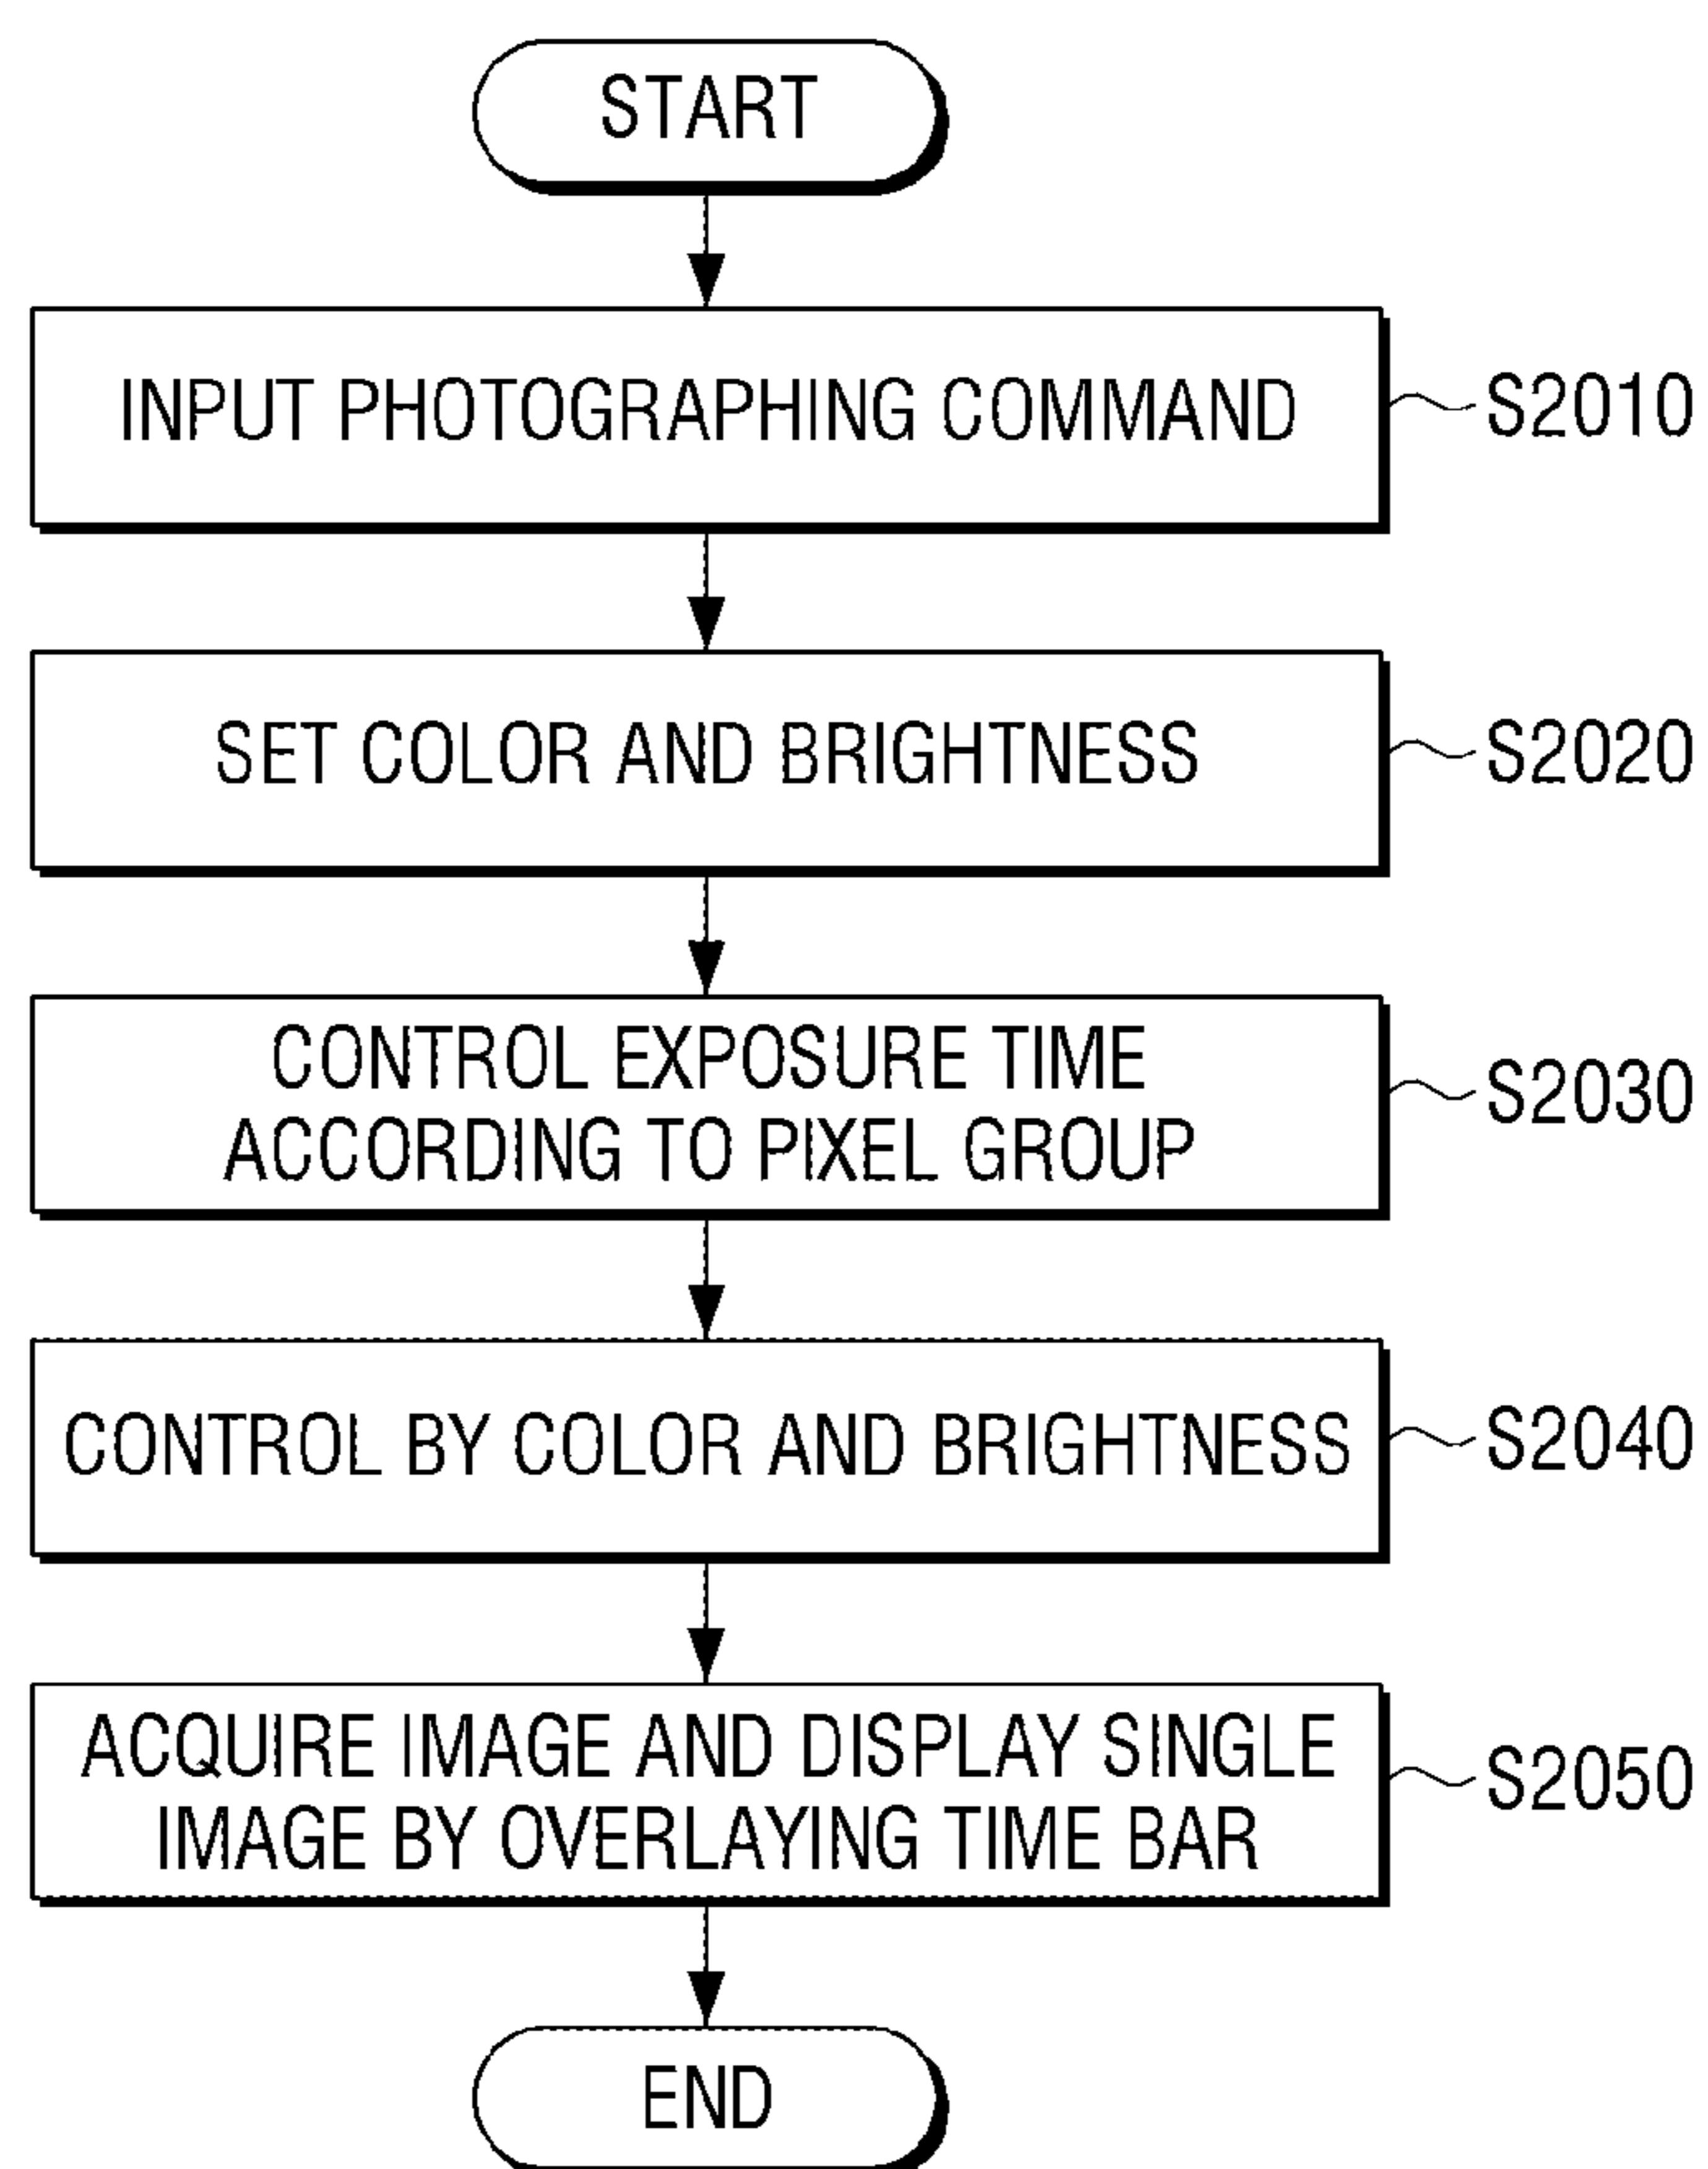 START
INPUT PHOTOGRAPHING COMMAND
S2010
SET COLOR AND BRIGHTNESS
S2020
CONTROL EXPOSURE TIME
ACCORDING TO PIXEL GROUP
S2030
CONTROL BY COLOR AND BRIGHTNESS
S2040
ACQUIRE IMAGE AND DISPLAY SINGLE
IMAGE BY OVERLAYING TIME BAR
S2050
END